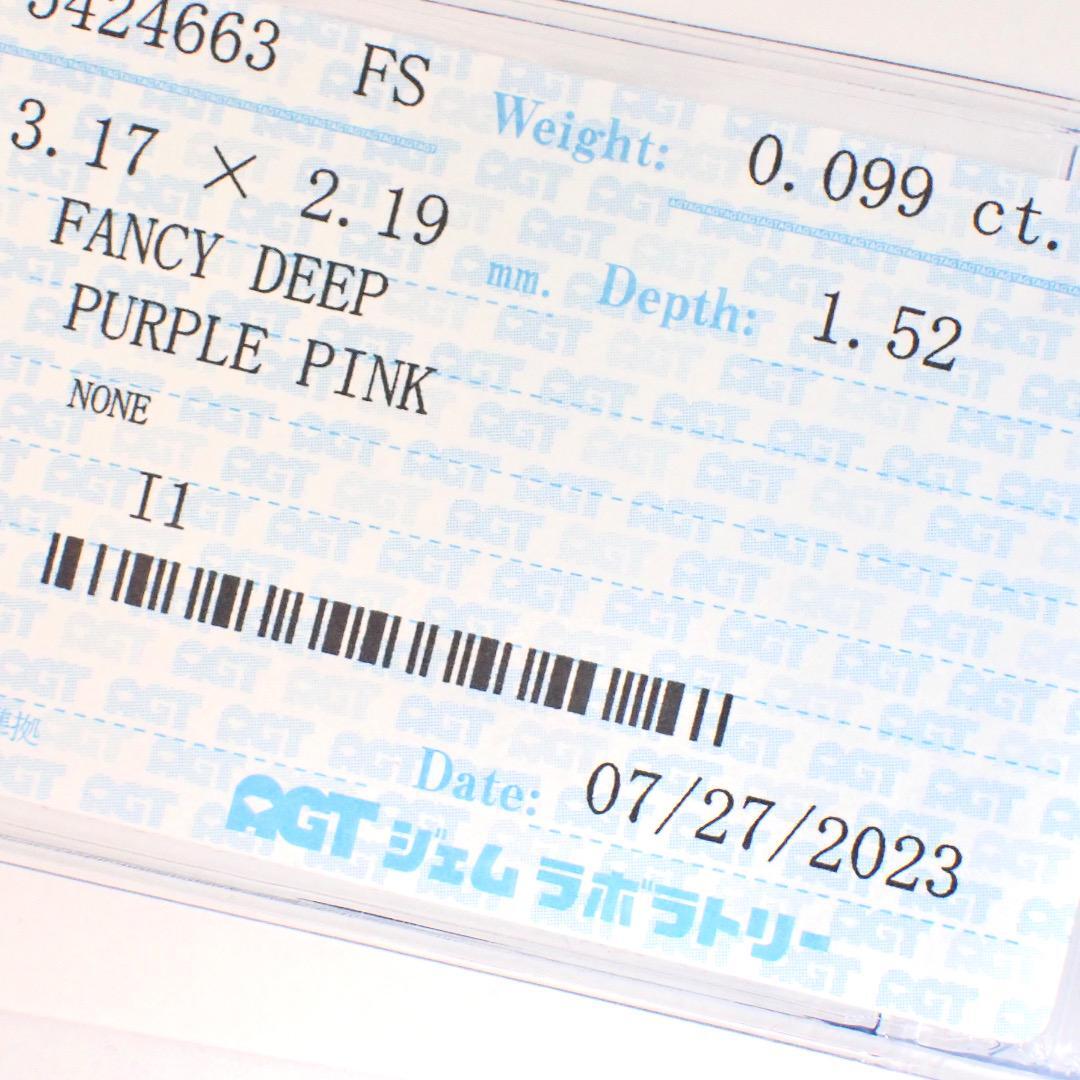 5424663 FS
Weight: 0.099 ct.
3.17 × 2.19 mm. Depth: 1.52
FANCY DEEP
PURPLE PINK
NONE
I1
準拠
Date: 07/27/2023
AGT ジェム ラボラトリー